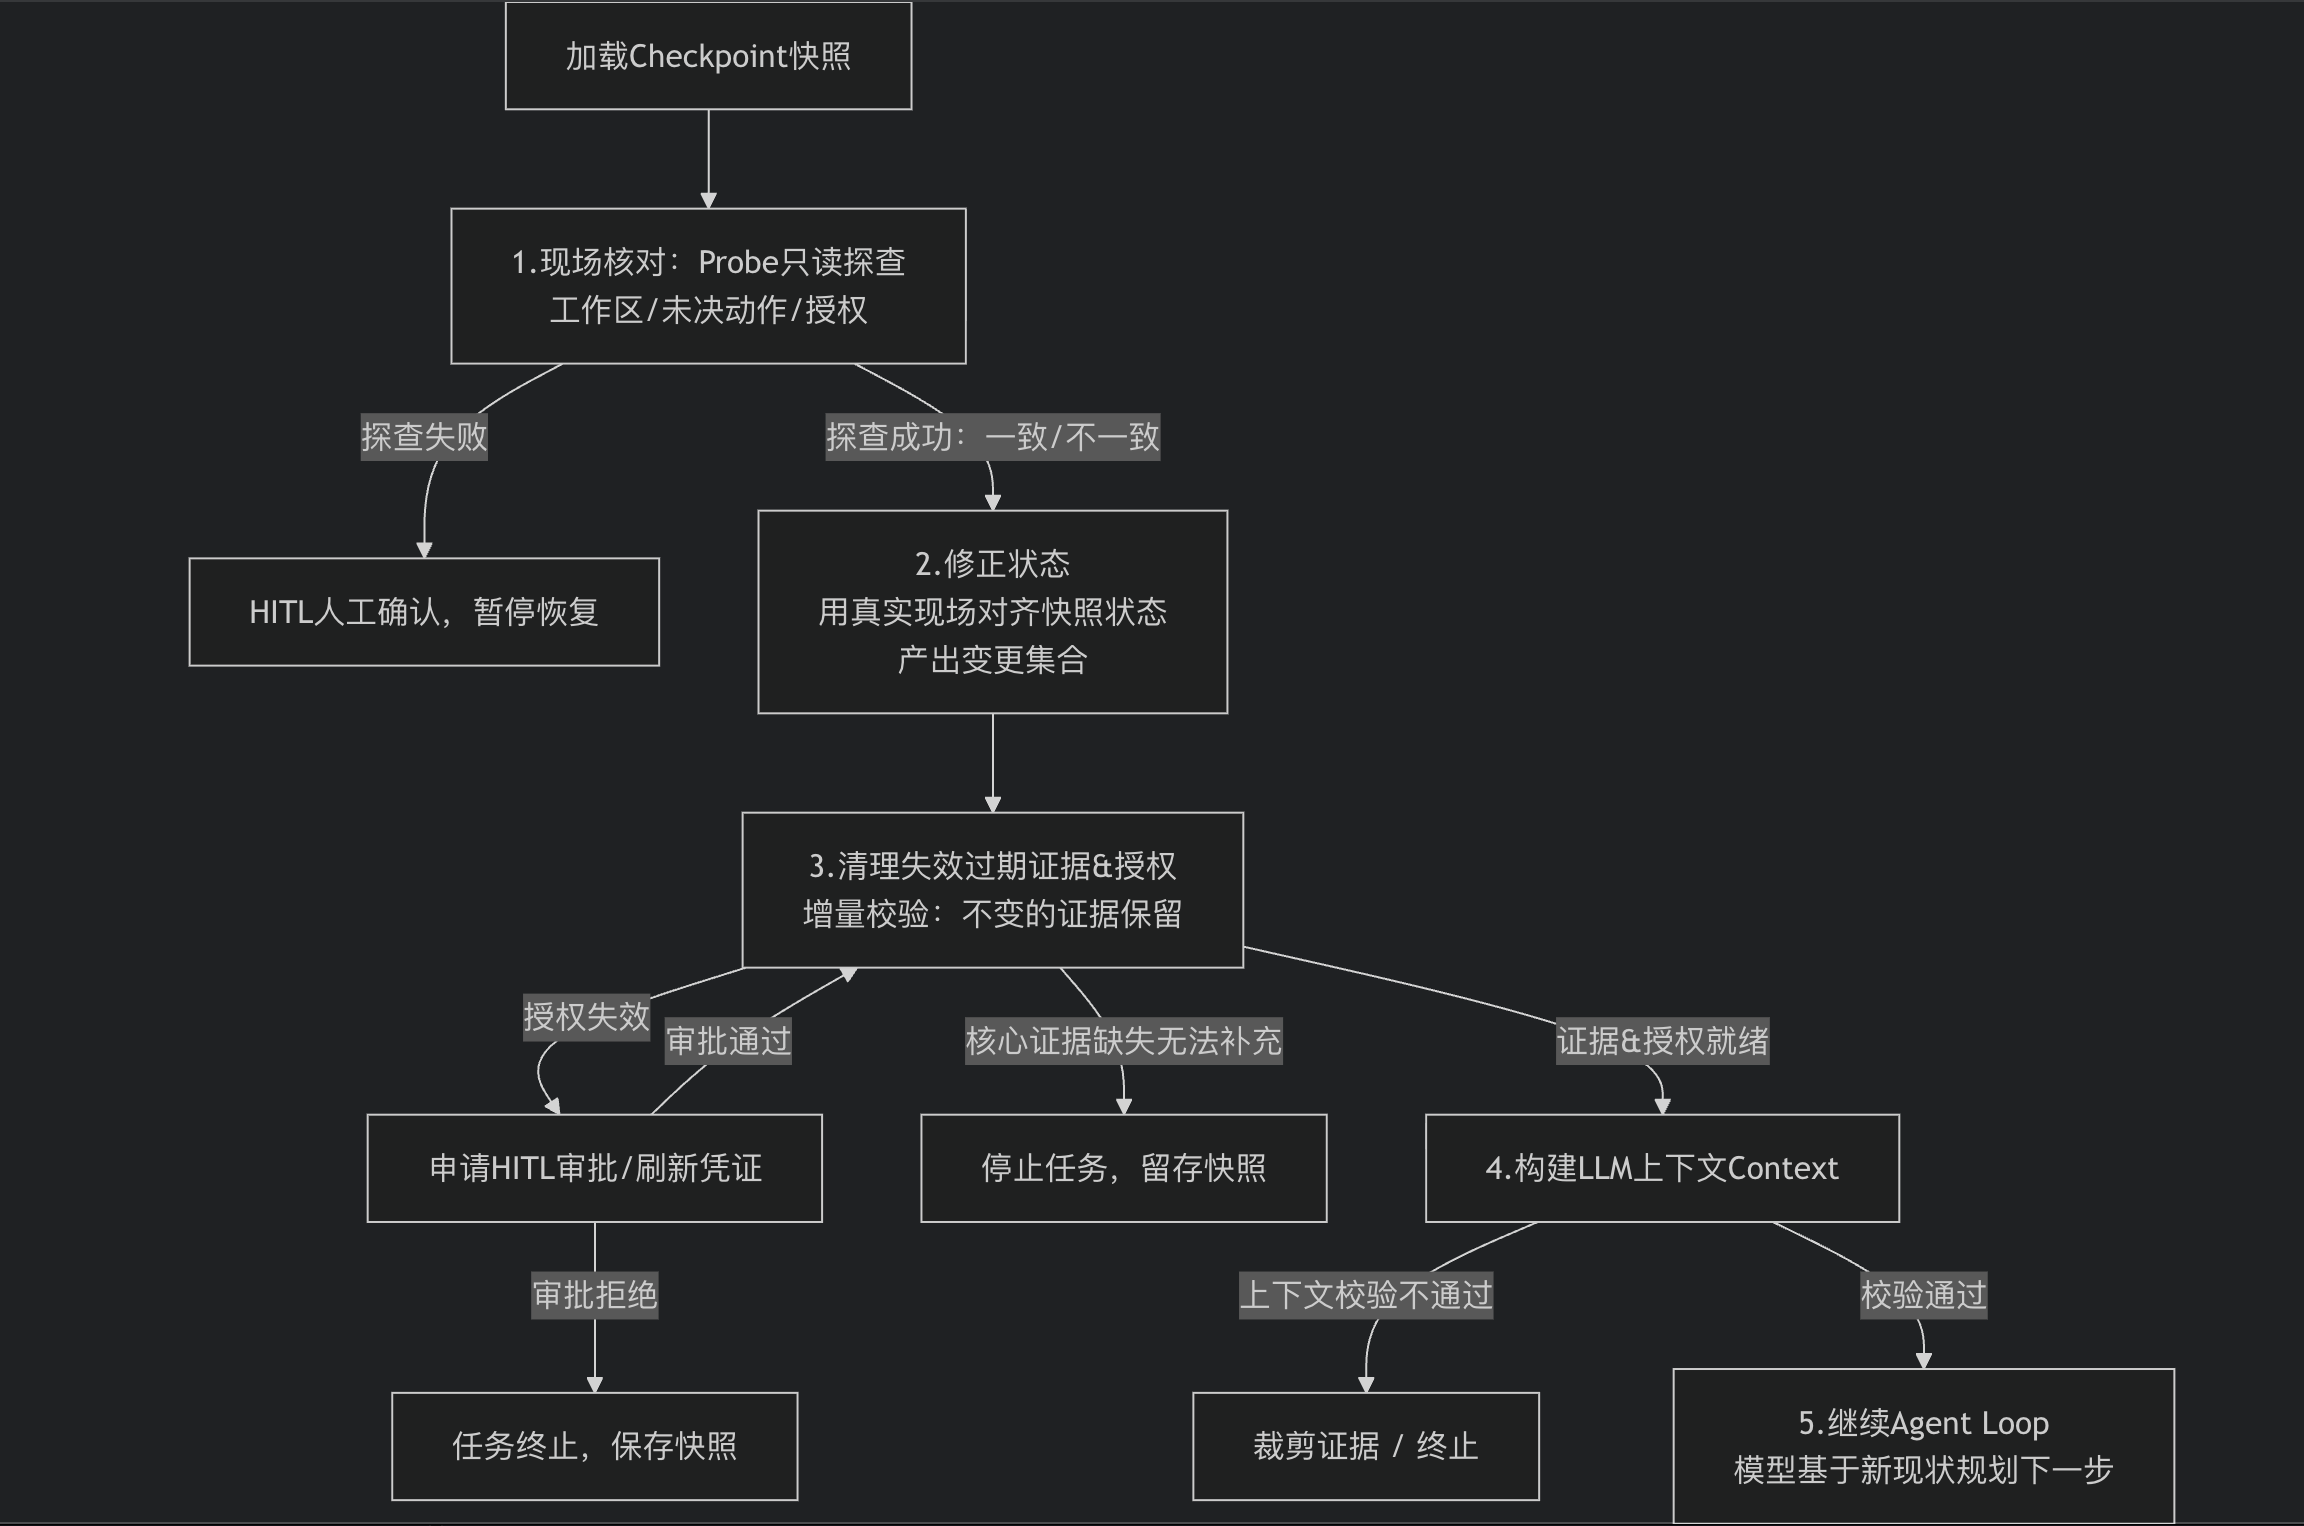 加载Checkpoint快照
1.现场核对：Probe只读探查
工作区/未决动作/授权
探查失败
探查成功：一致/不一致
HITL人工确认，暂停恢复
2.修正状态
用真实现场对齐快照状态
产出变更集合
3.清理失效过期证据&授权
增量校验：不变的证据保留
授权失效
审批通过
核心证据缺失无法补充
证据&授权就绪
申请HITL审批/刷新凭证
停止任务，留存快照
4.构建LLM上下文Context
审批拒绝
上下文校验不通过
校验通过
任务终止，保存快照
裁剪证据 / 终止
5.继续Agent Loop
模型基于新现状规划下一步